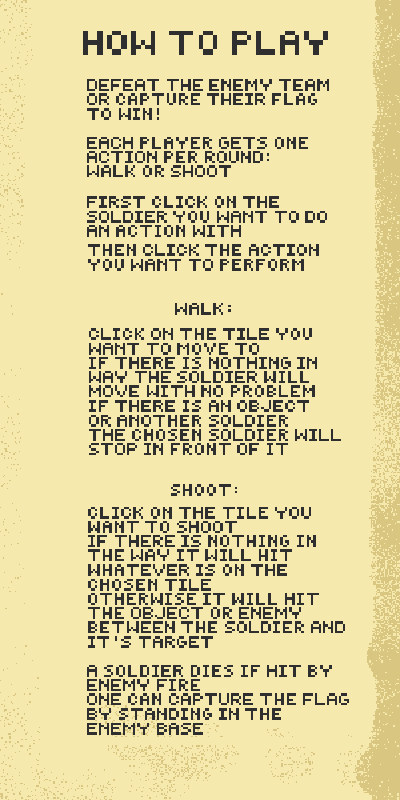 HOW TO PLAY
DEFEAT THE ENEMY TEAM
OR CAPTURE THEIR FLAG
TO WIN!
EACH PLAYER GETS ONE
ACTION PER ROUND:
WALK OR SHOOT
FIRST CLICK ON THE
SOLDIER YOU WANT TO DO
AN ACTION WITH
THEN CLICK THE ACTION
YOU WANT TO PERFORM
WALK:
CLICK ON THE TILE YOU
WANT TO MOVE TO
IF THERE IS NOTHING IN
WAY THE SOLDIER WILL
MOVE WITH NO PROBLEM
IF THERE IS AN OBJECT
OR ANOTHER SOLDIER
THE CHOSEN SOLDIER WILL
STOP IN FRONT OF IT
SHOOT:
CLICK ON THE TILE YOU
WANT TO SHOOT
IF THERE IS NOTHING IN
THE WAY IT WILL HIT
WHATEVER IS ON THE
CHOSEN TILE
OTHERWISE IT WILL HIT
THE OBJECT OR ENEMY
BETWEEN THE SOLDIER AND
IT'S TARGET
A SOLDIER DIES IF HIT BY
ENEMY FIRE
ONE CAN CAPTURE THE FLAG
BY STANDING IN THE
ENEMY BASE